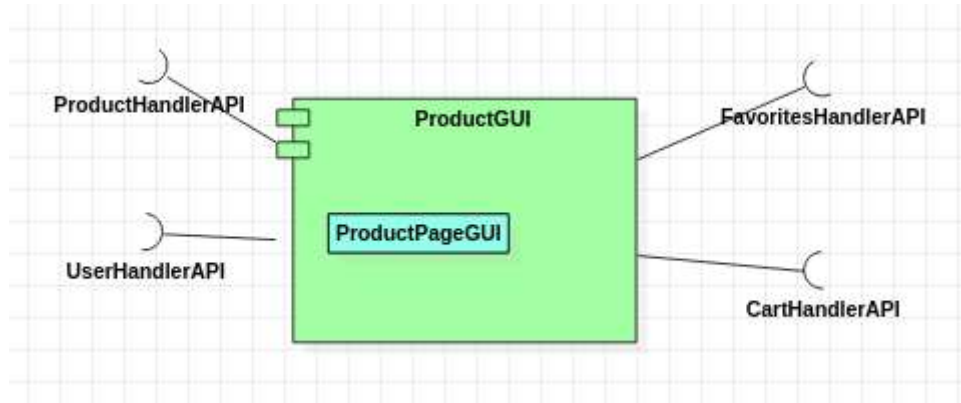 ProductHandlerAPI
ProductGUI
FavoritesHandlerAPI
ProductPageGUI
UserHandlerAPI
CartHandlerAPI